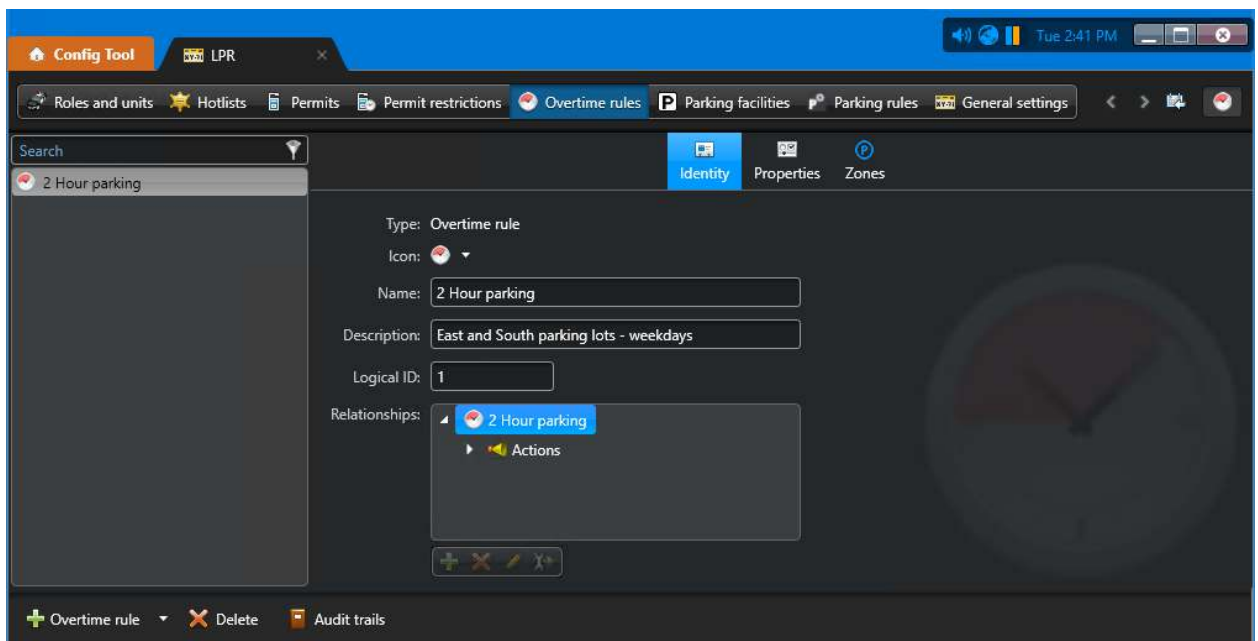 Tue 2:41 PM
Config Tool LPR
Roles and units Hotlists Permits Permit restrictions Overtime rules P Parking facilities Parking rules General settings
Search
Identity Properties Zones
2 Hour parking
Type: Overtime rule
Icon:
Name: 2 Hour parking
Description: East and South parking lots - weekdays
Logical ID: 1
Relationships: 2 Hour parking
Actions
Overtime rule Delete Audit trails